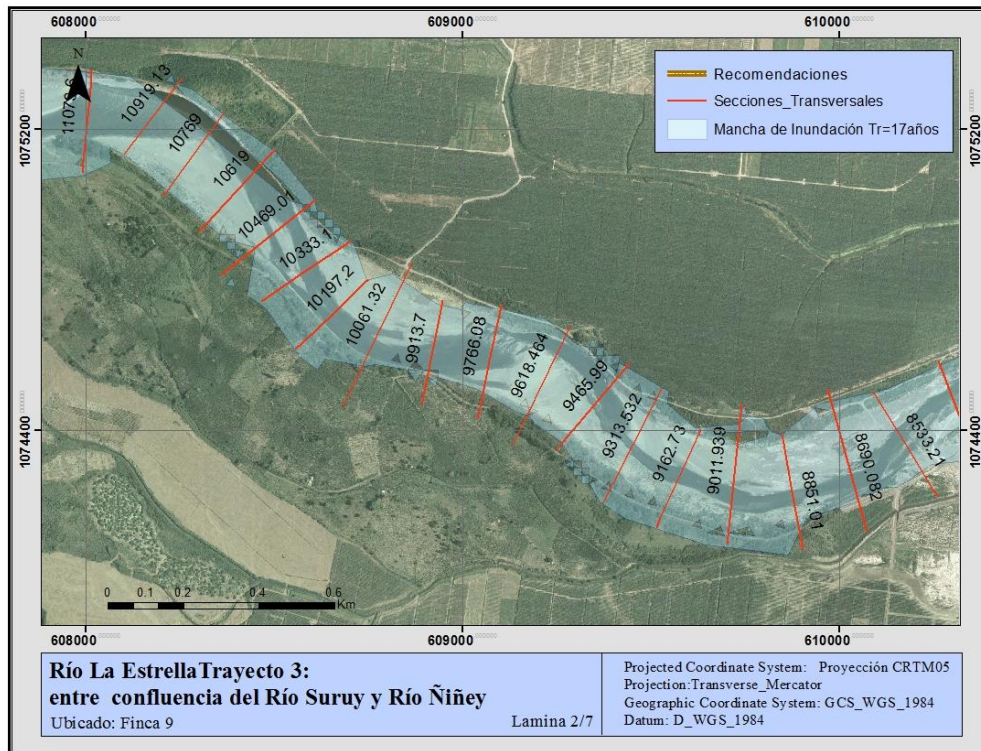 608000
609000
610000
N
1075200
1074400
1075200
1074400
Recomendaciones
Secciones_Transversales
Mancha de Inundación Tr=17años
10919.13
10769
10619
10469.01
10333.1
10197.2
10061.32
9913.7
9766.08
9618.464
9465.99
9313.532
9162.73
9011.939
8851.01
8690.082
8533.21
0 0.1 0.2 0.4 0.6
Km
608000
609000
610000
Río La EstrellaTrayecto 3:
entre confluencia del Río Suruy y Río Ñiñey
Ubicado: Finca 9
Lamina 2/7
Projected Coordinate System: Proyección CRTM05
Projection:Transverse_Mercator
Geographic Coordinate System: GCS_WGS_1984
Datum: D_WGS_1984